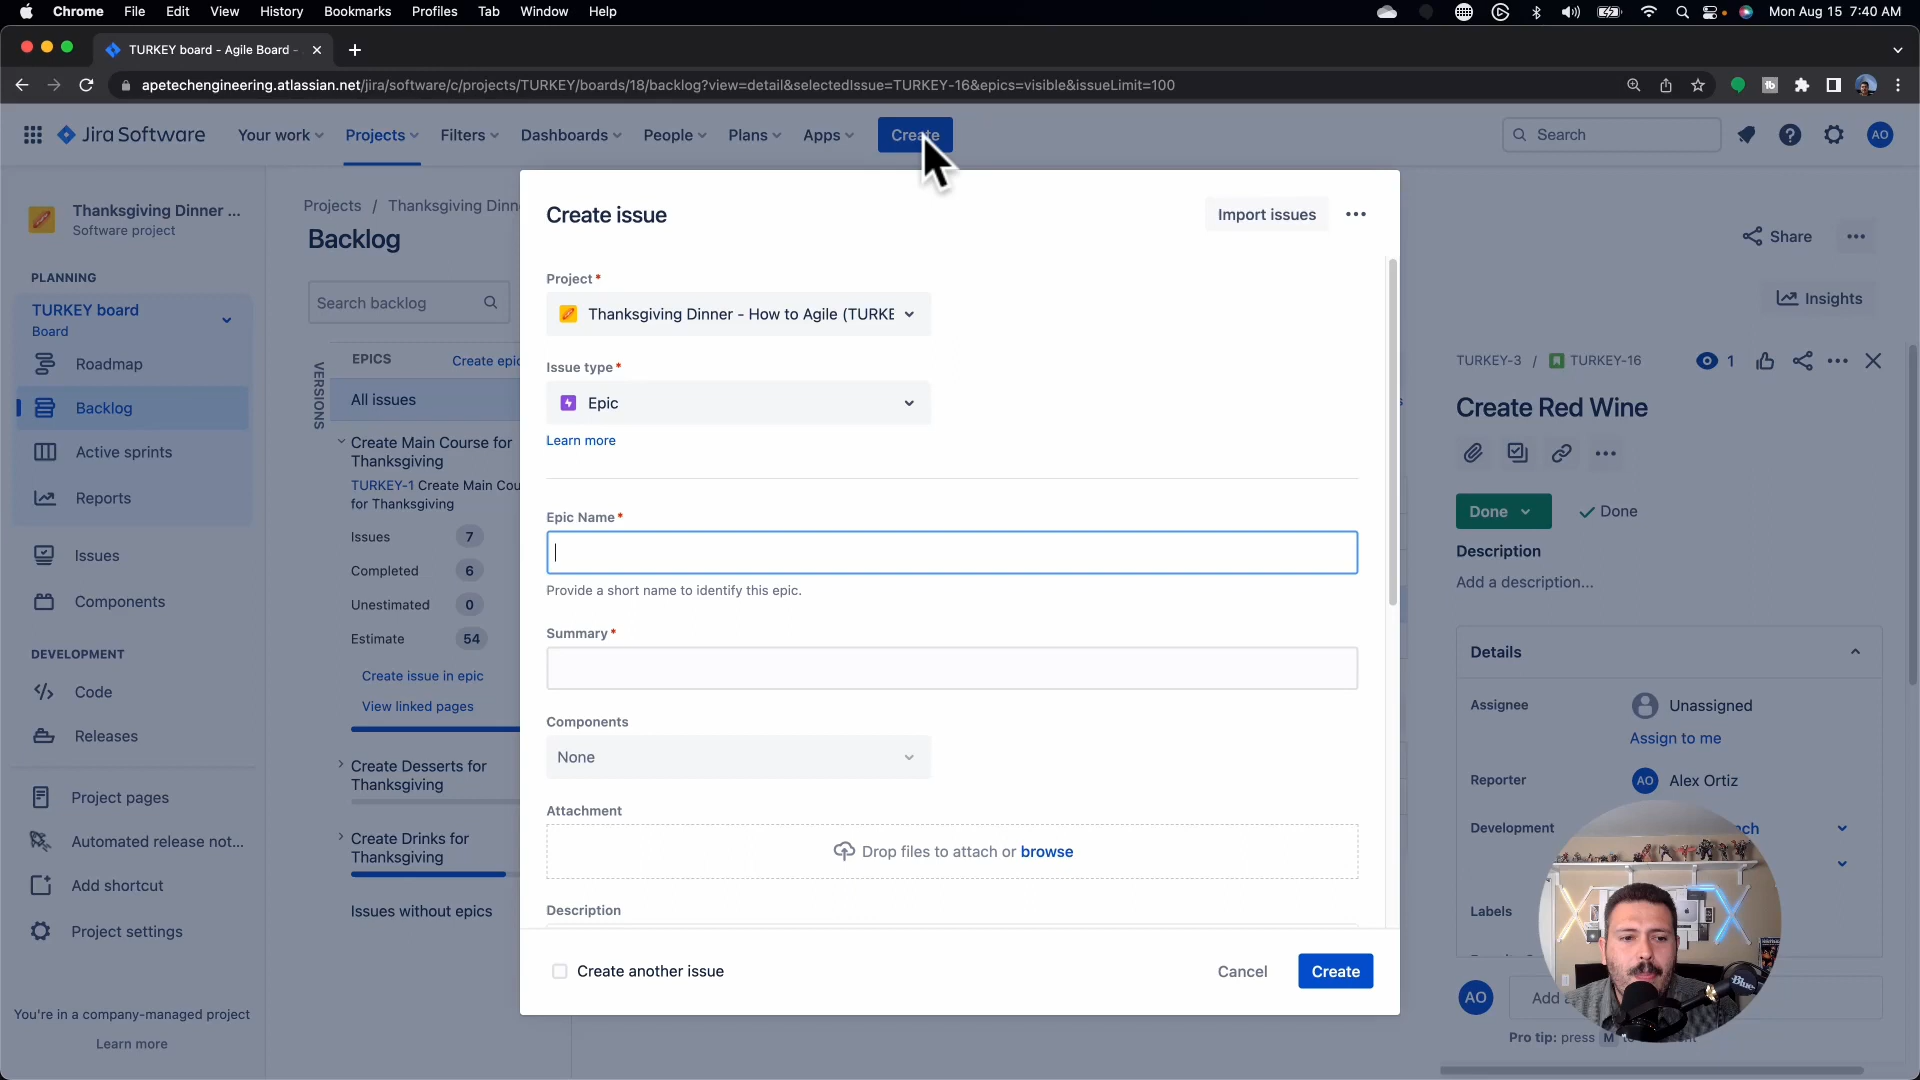 Chrome File Edit View History Bookmarks Profiles Tab Window Help
Mon Aug 15 7:40 AM
TURKEY board - Agile Board -
apetechengineering.atlassian.net/jira/software/c/projects/TURKEY/boards/18/backlog?view=detail&selectedIssue=TURKEY-16&epics=visible&issueLimit=100
Jira Software Your work Projects Filters Dashboards People Plans Apps Create
Search
AO
Thanksgiving Dinner ...
Software project
PLANNING
TURKEY board
Board
Roadmap
Backlog
Active sprints
Reports
Issues
Components
DEVELOPMENT
Code
Releases
Project pages
Automated release not...
Add shortcut
Project settings
You're in a company-managed project
Learn more
Projects / Thanksgiving Dinn
Backlog
Search backlog
VERSIONS
EPICS Create epic
All issues
Create Main Course for
Thanksgiving
TURKEY-1 Create Main Cou
for Thanksgiving
Issues 7
Completed 6
Unestimated 0
Estimate 54
Create issue in epic
View linked pages
Create Desserts for
Thanksgiving
Create Drinks for
Thanksgiving
Issues without epics
Create issue
Import issues
Project *
Thanksgiving Dinner - How to Agile (TURKE
Issue type *
Epic
Learn more
Epic Name *
Provide a short name to identify this epic.
Summary *
Components
None
Attachment
Drop files to attach or browse
Description
Create another issue
Cancel
Create
Share
Insights
TURKEY-3 / TURKEY-16
1
Create Red Wine
Done
Done
Description
Add a description...
Details
Assignee
Unassigned
Assign to me
Reporter
AO Alex Ortiz
Development
Labels
AO
Add
Pro tip: press M
Blue